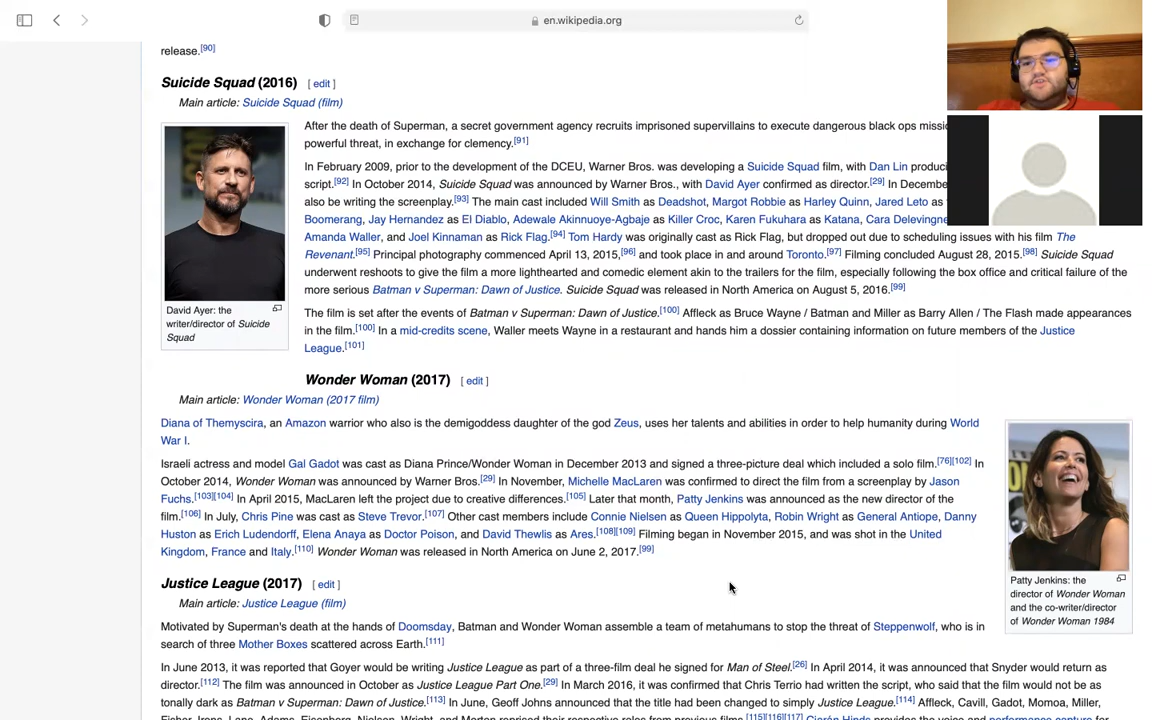 en.wikipedia.org
release.[90]
Suicide Squad (2016) [ edit ]
Main article: Suicide Squad (film)
After the death of Superman, a secret government agency recruits imprisoned supervillains to execute dangerous black ops
powerful threat, in exchange for clemency.[91]
In February 2009, prior to the development of the DCEU, Warner Bros. was developing a Suicide Squad film, with Dan Lin
script.[92] In October 2014, Suicide Squad was announced by Warner Bros., with David Ayer confirmed as director.[29] In
also be writing the screenplay.[93] The main cast included Will Smith as Deadshot, Margot Robbie as Harley Quinn, Jared Leto as
Boomerang, Jay Hernandez as El Diablo, Adewale Akinnuoye-Agbaje as Killer Croc, Karen Fukuhara as Katana, Cara
Amanda Waller, and Joel Kinnaman as Rick Flag.[94] Tom Hardy was originally cast as Rick Flag, but dropped out due to scheduling issues with his film The
Revenant.[95] Principal photography commenced April 13, 2015,[96] and took place in and around Toronto.[97] Filming concluded August 28, 2015.[98] Suicide Squad
underwent reshoots to give the film a more lighthearted and comedic element akin to the trailers for the film, especially following the box office and critical failure of the
more serious Batman v Superman: Dawn of Justice. Suicide Squad was released in North America on August 5, 2016.[99]
David Ayer: the
writer/director of Suicide
Squad
The film is set after the events of Batman v Superman: Dawn of Justice.[100] Affleck as Bruce Wayne / Batman and Miller as Barry Allen / The Flash made appearances
in the film.[100] In a mid-credits scene, Waller meets Wayne in a restaurant and hands him a dossier containing information on future members of the Justice
League.[101]
Wonder Woman (2017) [ edit ]
Main article: Wonder Woman (2017 film)
Diana of Themyscira, an Amazon warrior who also is the demigoddess daughter of the god Zeus, uses her talents and abilities in order to help humanity during World
War I.
Israeli actress and model Gal Gadot was cast as Diana Prince/Wonder Woman in December 2013 and signed a three-picture deal which included a solo film.[76][102] In
October 2014, Wonder Woman was announced by Warner Bros.[29] In November, Michelle MacLaren was confirmed to direct the film from a screenplay by Jason
Fuchs.[103][104] In April 2015, MacLaren left the project due to creative differences.[105] Later that month, Patty Jenkins was announced as the new director of the
film.[106] In July, Chris Pine was cast as Steve Trevor.[107] Other cast members include Connie Nielsen as Queen Hippolyta, Robin Wright as General Antiope, Danny
Huston as Erich Ludendorff, Elena Anaya as Doctor Poison, and David Thewlis as Ares.[108][109] Filming began in November 2015, and was shot in the United
Kingdom, France and Italy.[110] Wonder Woman was released in North America on June 2, 2017.[99]
Patty Jenkins: the
director of Wonder Woman
and the co-writer/director
of Wonder Woman 1984
Justice League (2017) [ edit ]
Main article: Justice League (film)
Motivated by Superman's death at the hands of Doomsday, Batman and Wonder Woman assemble a team of metahumans to stop the threat of Steppenwolf, who is in
search of three Mother Boxes scattered across Earth.[111]
In June 2013, it was reported that Goyer would be writing Justice League as part of a three-film deal he signed for Man of Steel.[26] In April 2014, it was announced that Snyder would return as
director.[112] The film was announced in October as Justice League Part One.[29] In March 2016, it was confirmed that Chris Terrio had written the script, who said that the film would not be as
tonally dark as Batman v Superman: Dawn of Justice.[113] In June, Geoff Johns announced that the title had been changed to simply Justice League.[114] Affleck, Cavill, Gadot, Momoa, Miller,
Fisher, Irons, Lane, Adams, Eisenberg, Nielsen, Wright, and Morton reprised their respective roles from previous films.[115][116][117] Ciarán Hinds provides the voice and performance capture for